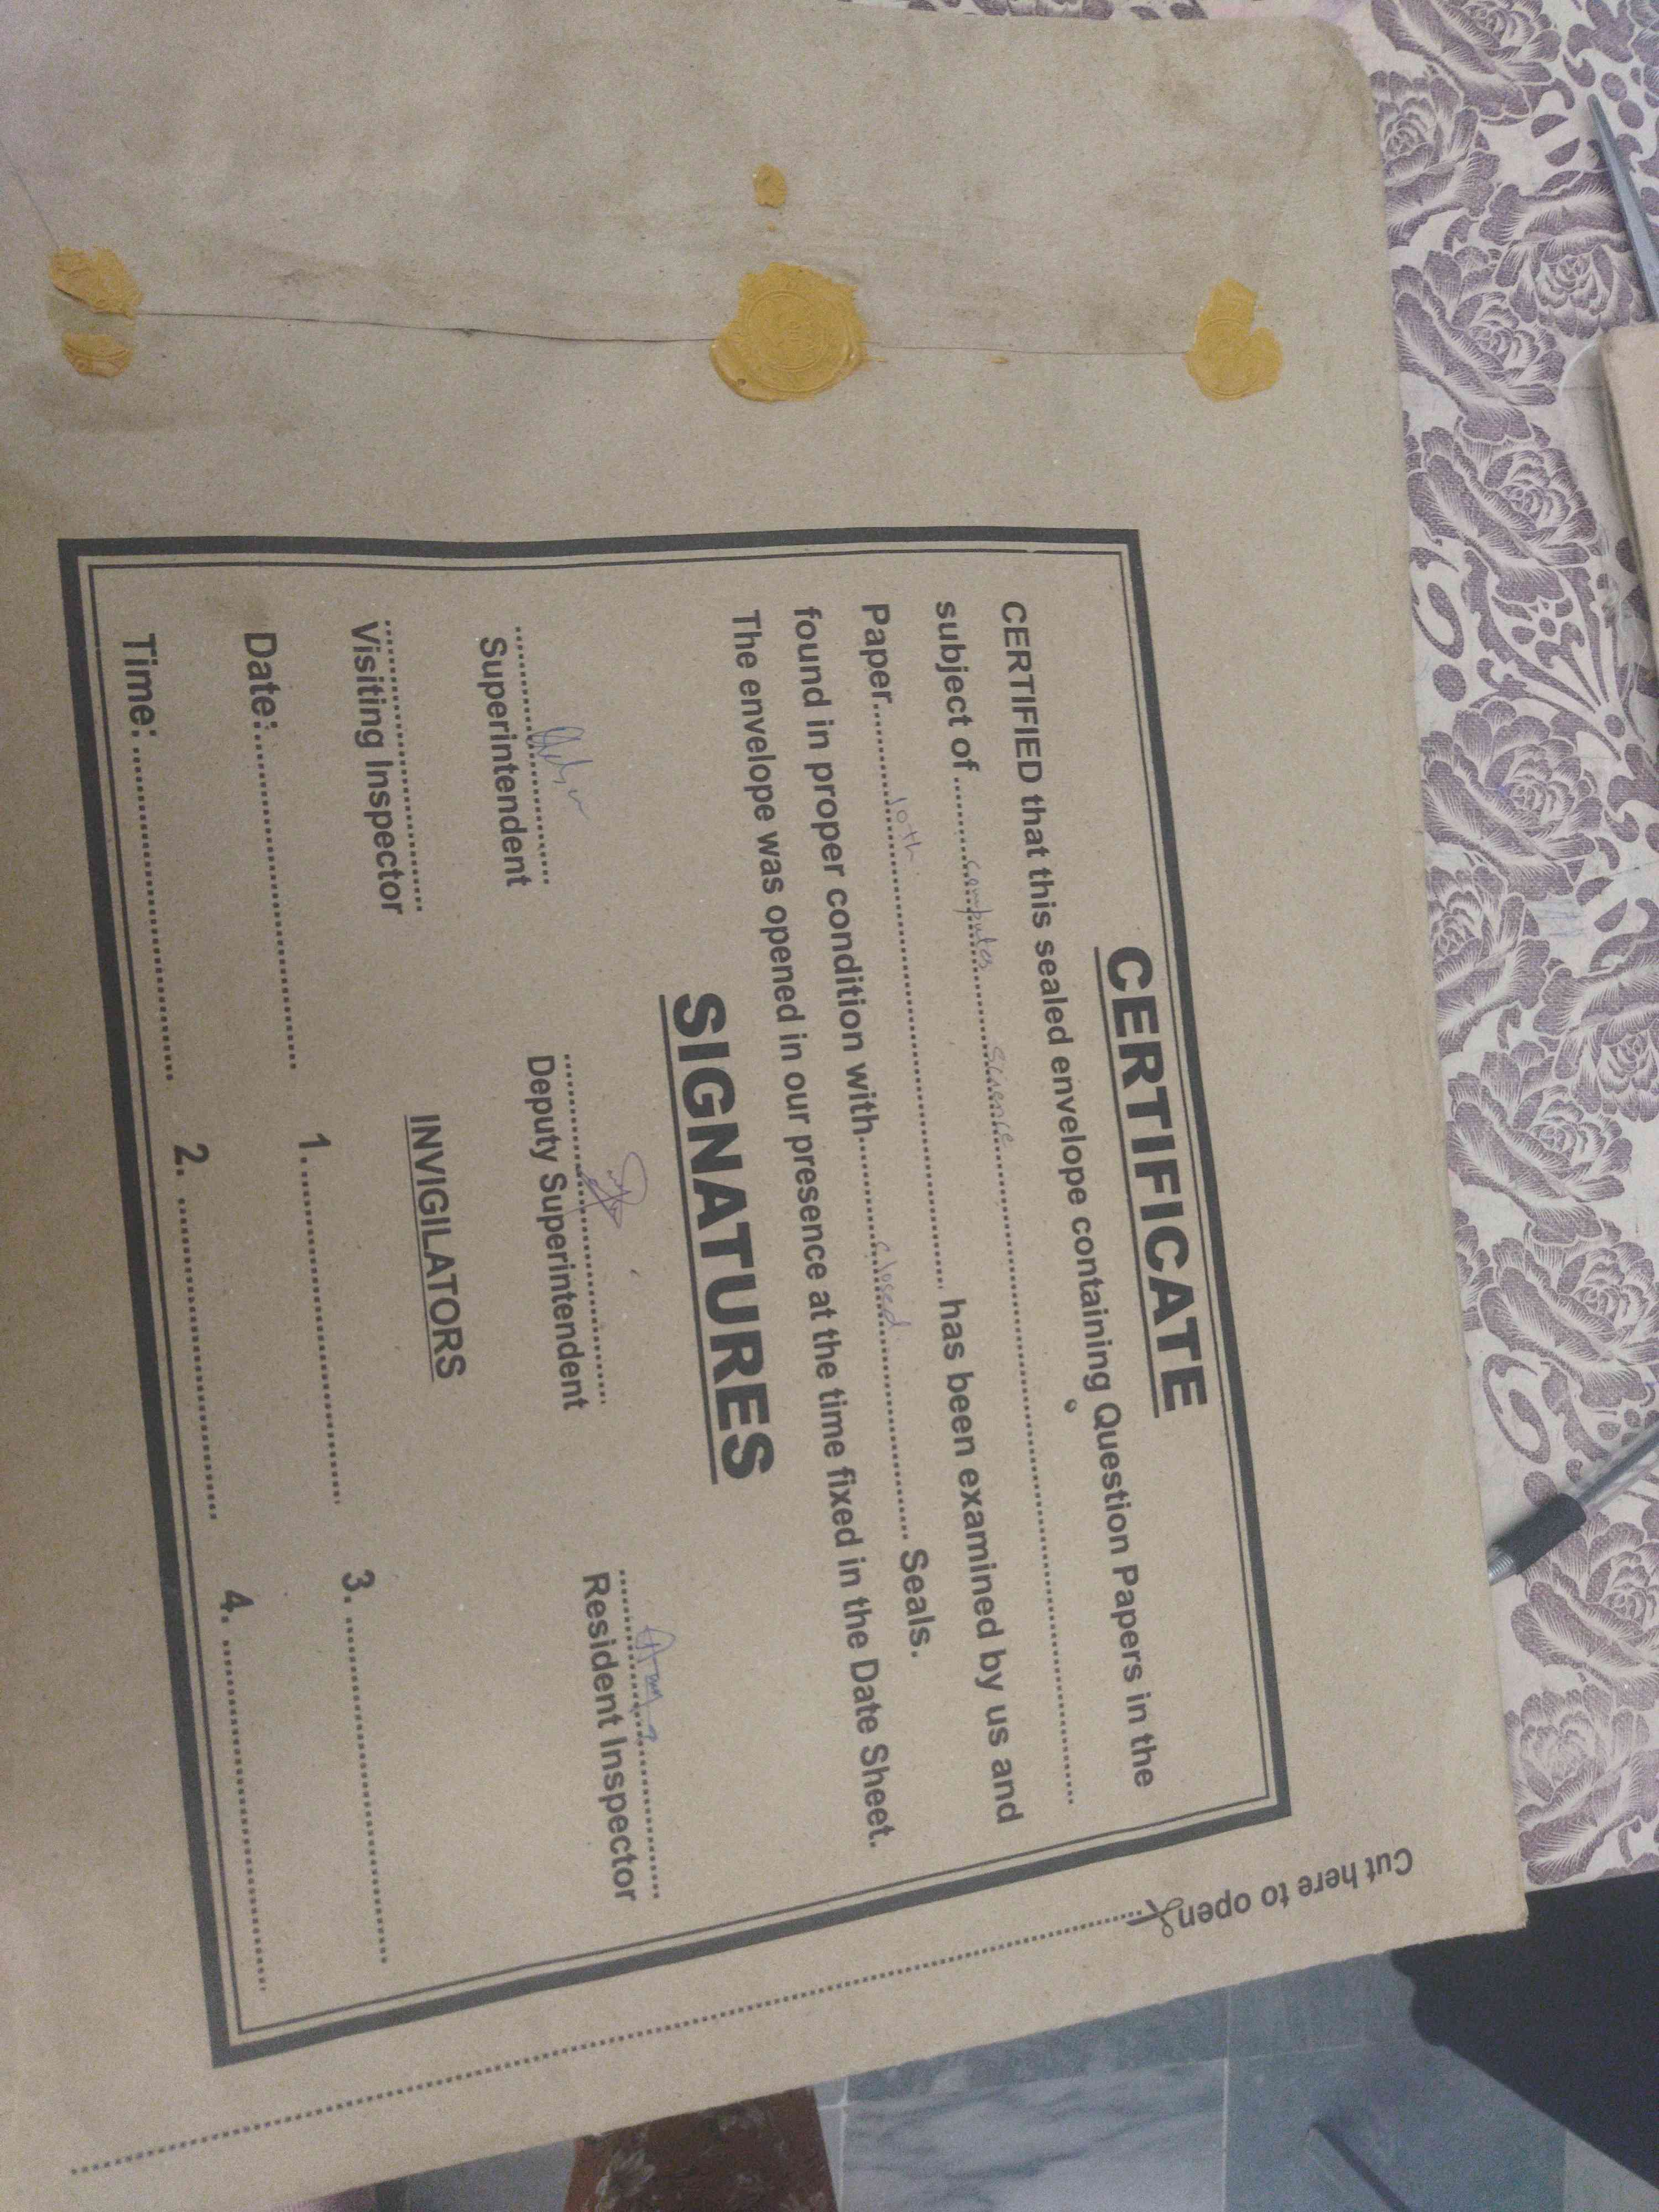 CERTIFICATE
CERTIFIED that this sealed envelope containing Question Papers in the
subject of ......... computer science .........
Paper......... 10th ......... has been examined by us and
found in proper condition with......... closed ......... Seals.
The envelope was opened in our presence at the time fixed in the Date Sheet.
SIGNATURES
Superintendent
Deputy Superintendent
Resident Inspector
Visiting Inspector
INVIGILATORS
Date:.........
1..........
3. .........
Time: .........
2. .........
4. .........
Cut here to open